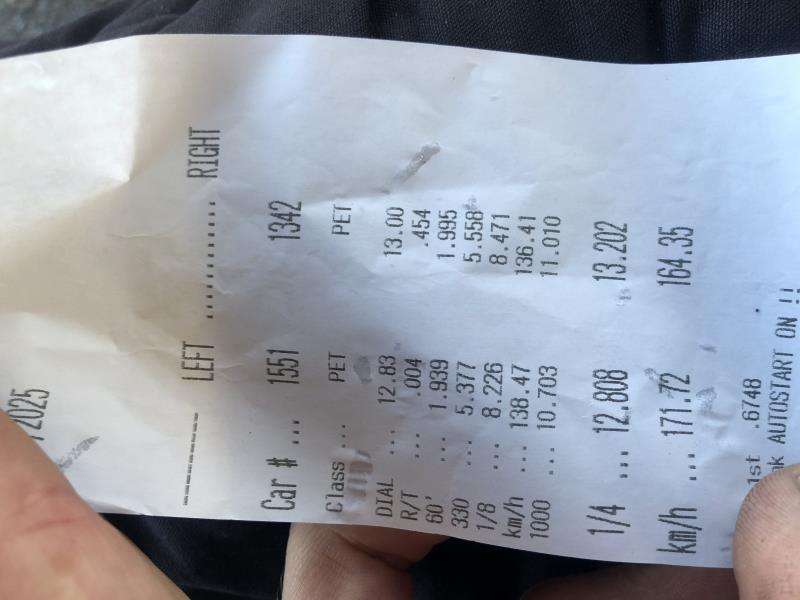 2025
LEFT ............. RIGHT
Car # ... 1551 1342
Class ... PET PET
DIAL ... 12.83 13.00
R/T ... .004 .454
60' ... 1.939 1.995
330 ... 5.377 5.558
1/8 ... 8.226 8.471
km/h ... 138.47 136.41
1000 ... 10.703 11.010
1/4 ... 12.808 13.202
km/h ... 171.72 164.35
1st .6748
AUTOSTART ON !!